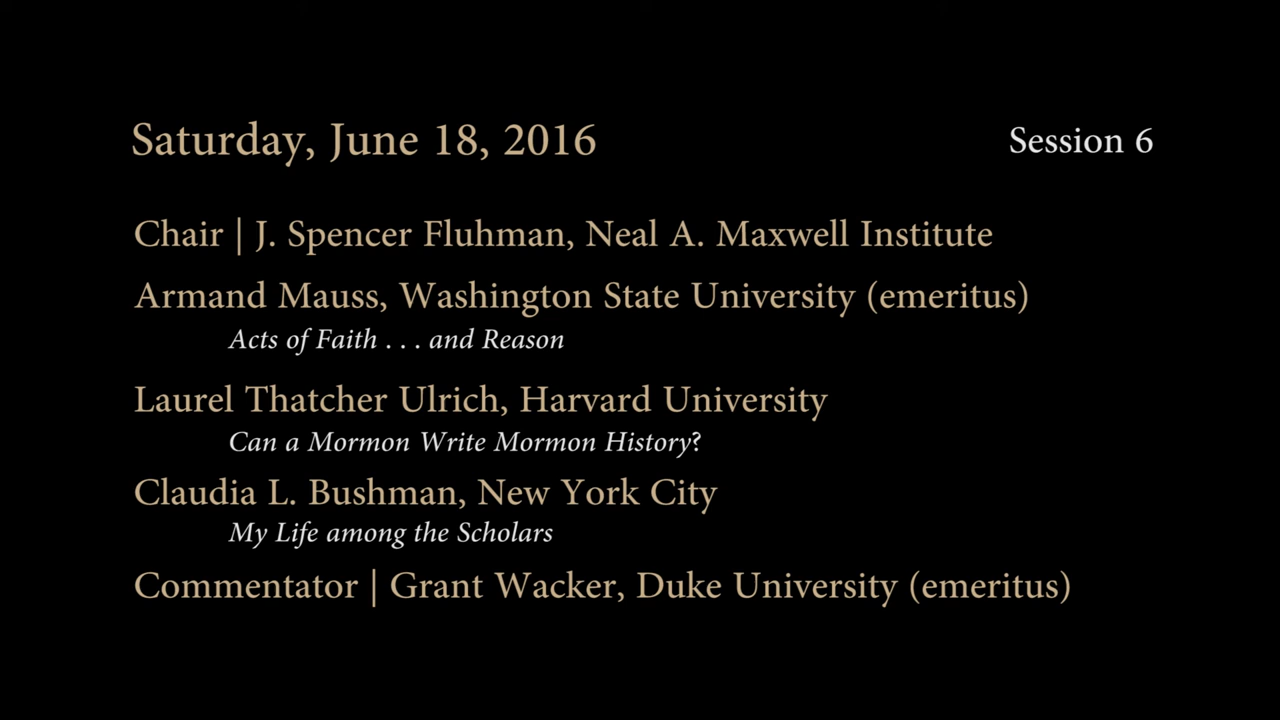 Saturday, June 18, 2016
Session 6
Chair | J. Spencer Fluhman, Neal A. Maxwell Institute
Armand Mauss, Washington State University (emeritus)
Acts of Faith . . . and Reason
Laurel Thatcher Ulrich, Harvard University
Can a Mormon Write Mormon History?
Claudia L. Bushman, New York City
My Life among the Scholars
Commentator | Grant Wacker, Duke University (emeritus)